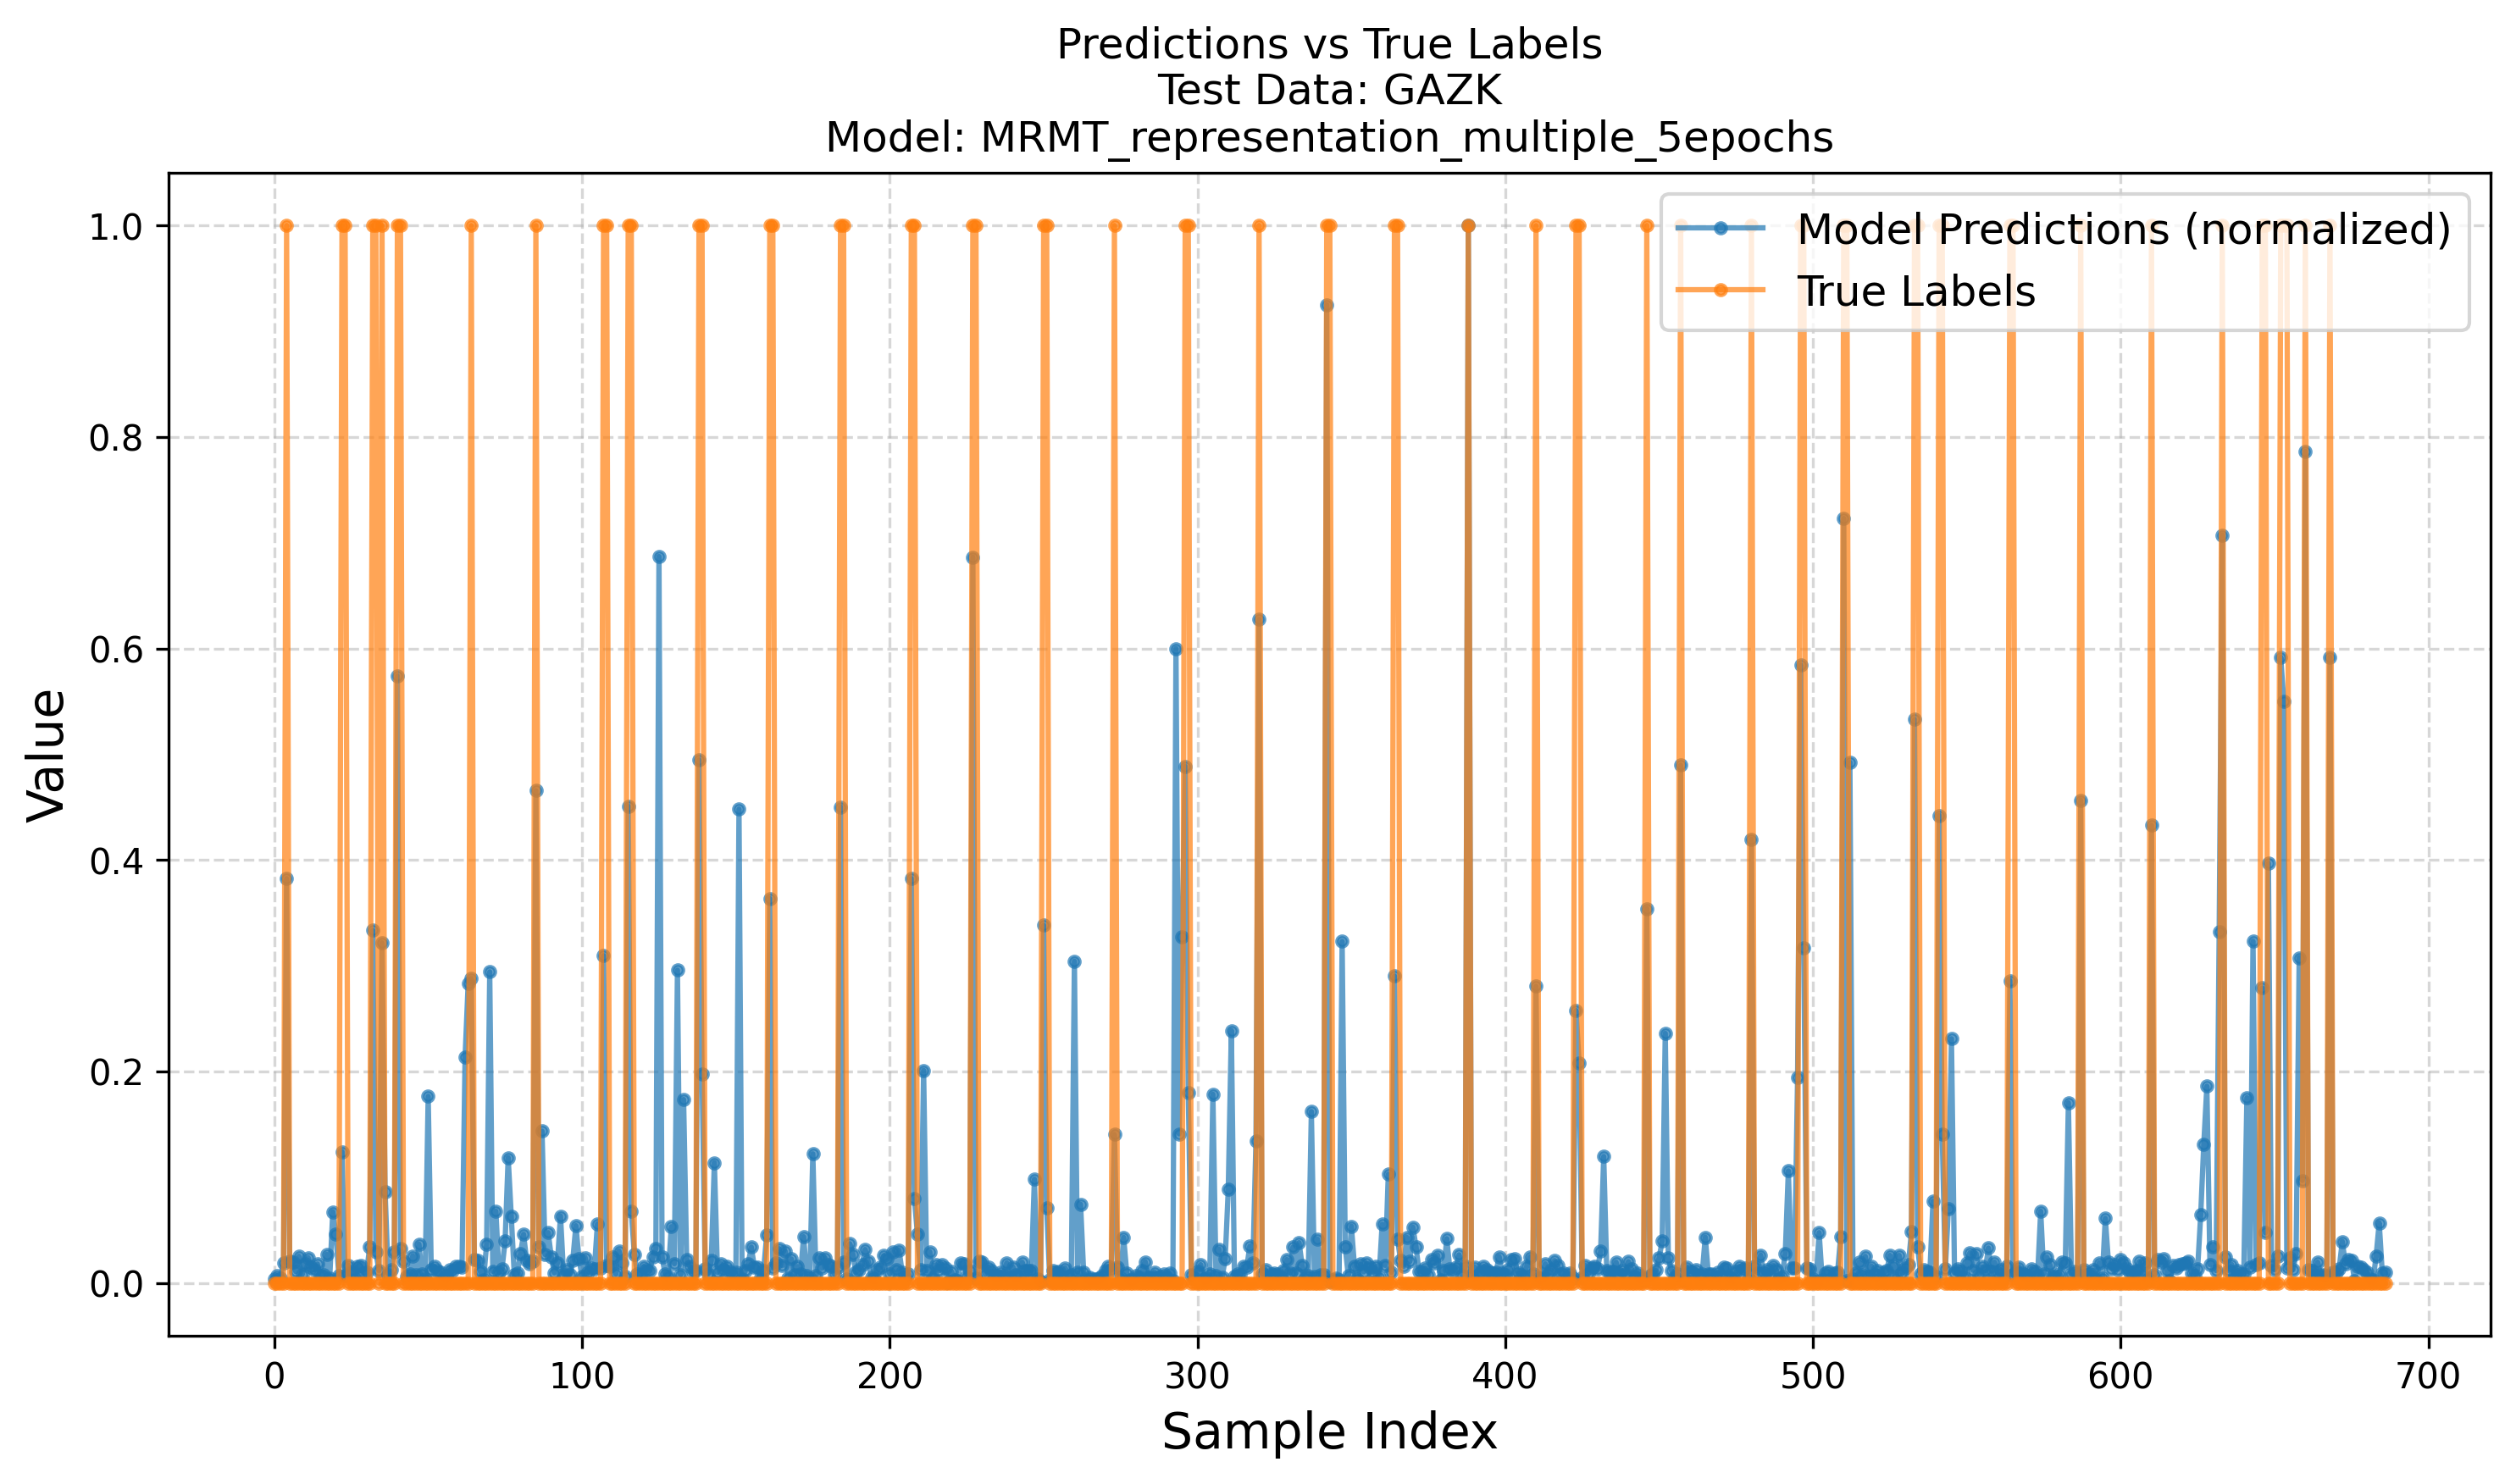 Predictions vs True Labels
Test Data: GAZK
Model: MRMT_representation_multiple_5epochs
Model Predictions (normalized)
True Labels
1.0
0.8
0.6
0.4
0.2
0.0
Value
0 100 200 300 400 500 600 700
Sample Index